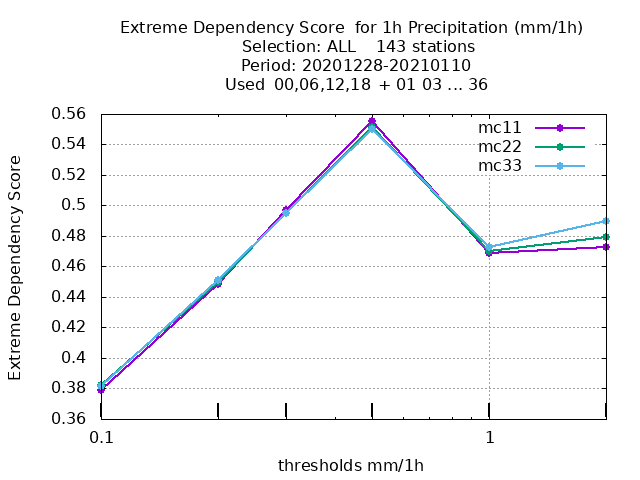 Extreme Dependency Score  for 1h Precipitation (mm/1h)
Selection: ALL    143 stations
Period: 20201228-20210110
Used  00,06,12,18  + 01 03 ... 36
mc11
mc22
mc33
0.56
0.54
0.52
0.5
0.48
0.46
0.44
0.42
0.4
0.38
0.36
Extreme Dependency Score
0.1
1
thresholds mm/1h